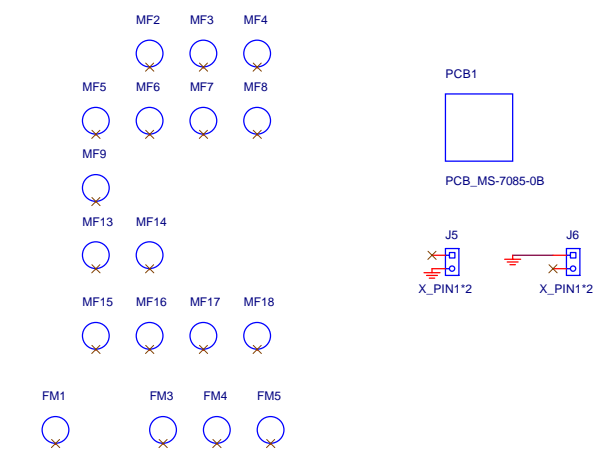 MF2 MF3 MF4
PCB1
MF5 MF6 MF7 MF8
MF9
PCB_MS-7085-0B
MF13 MF14
J5 J6
X_PIN1*2 X_PIN1*2
MF15 MF16 MF17 MF18
FM1 FM3 FM4 FM5